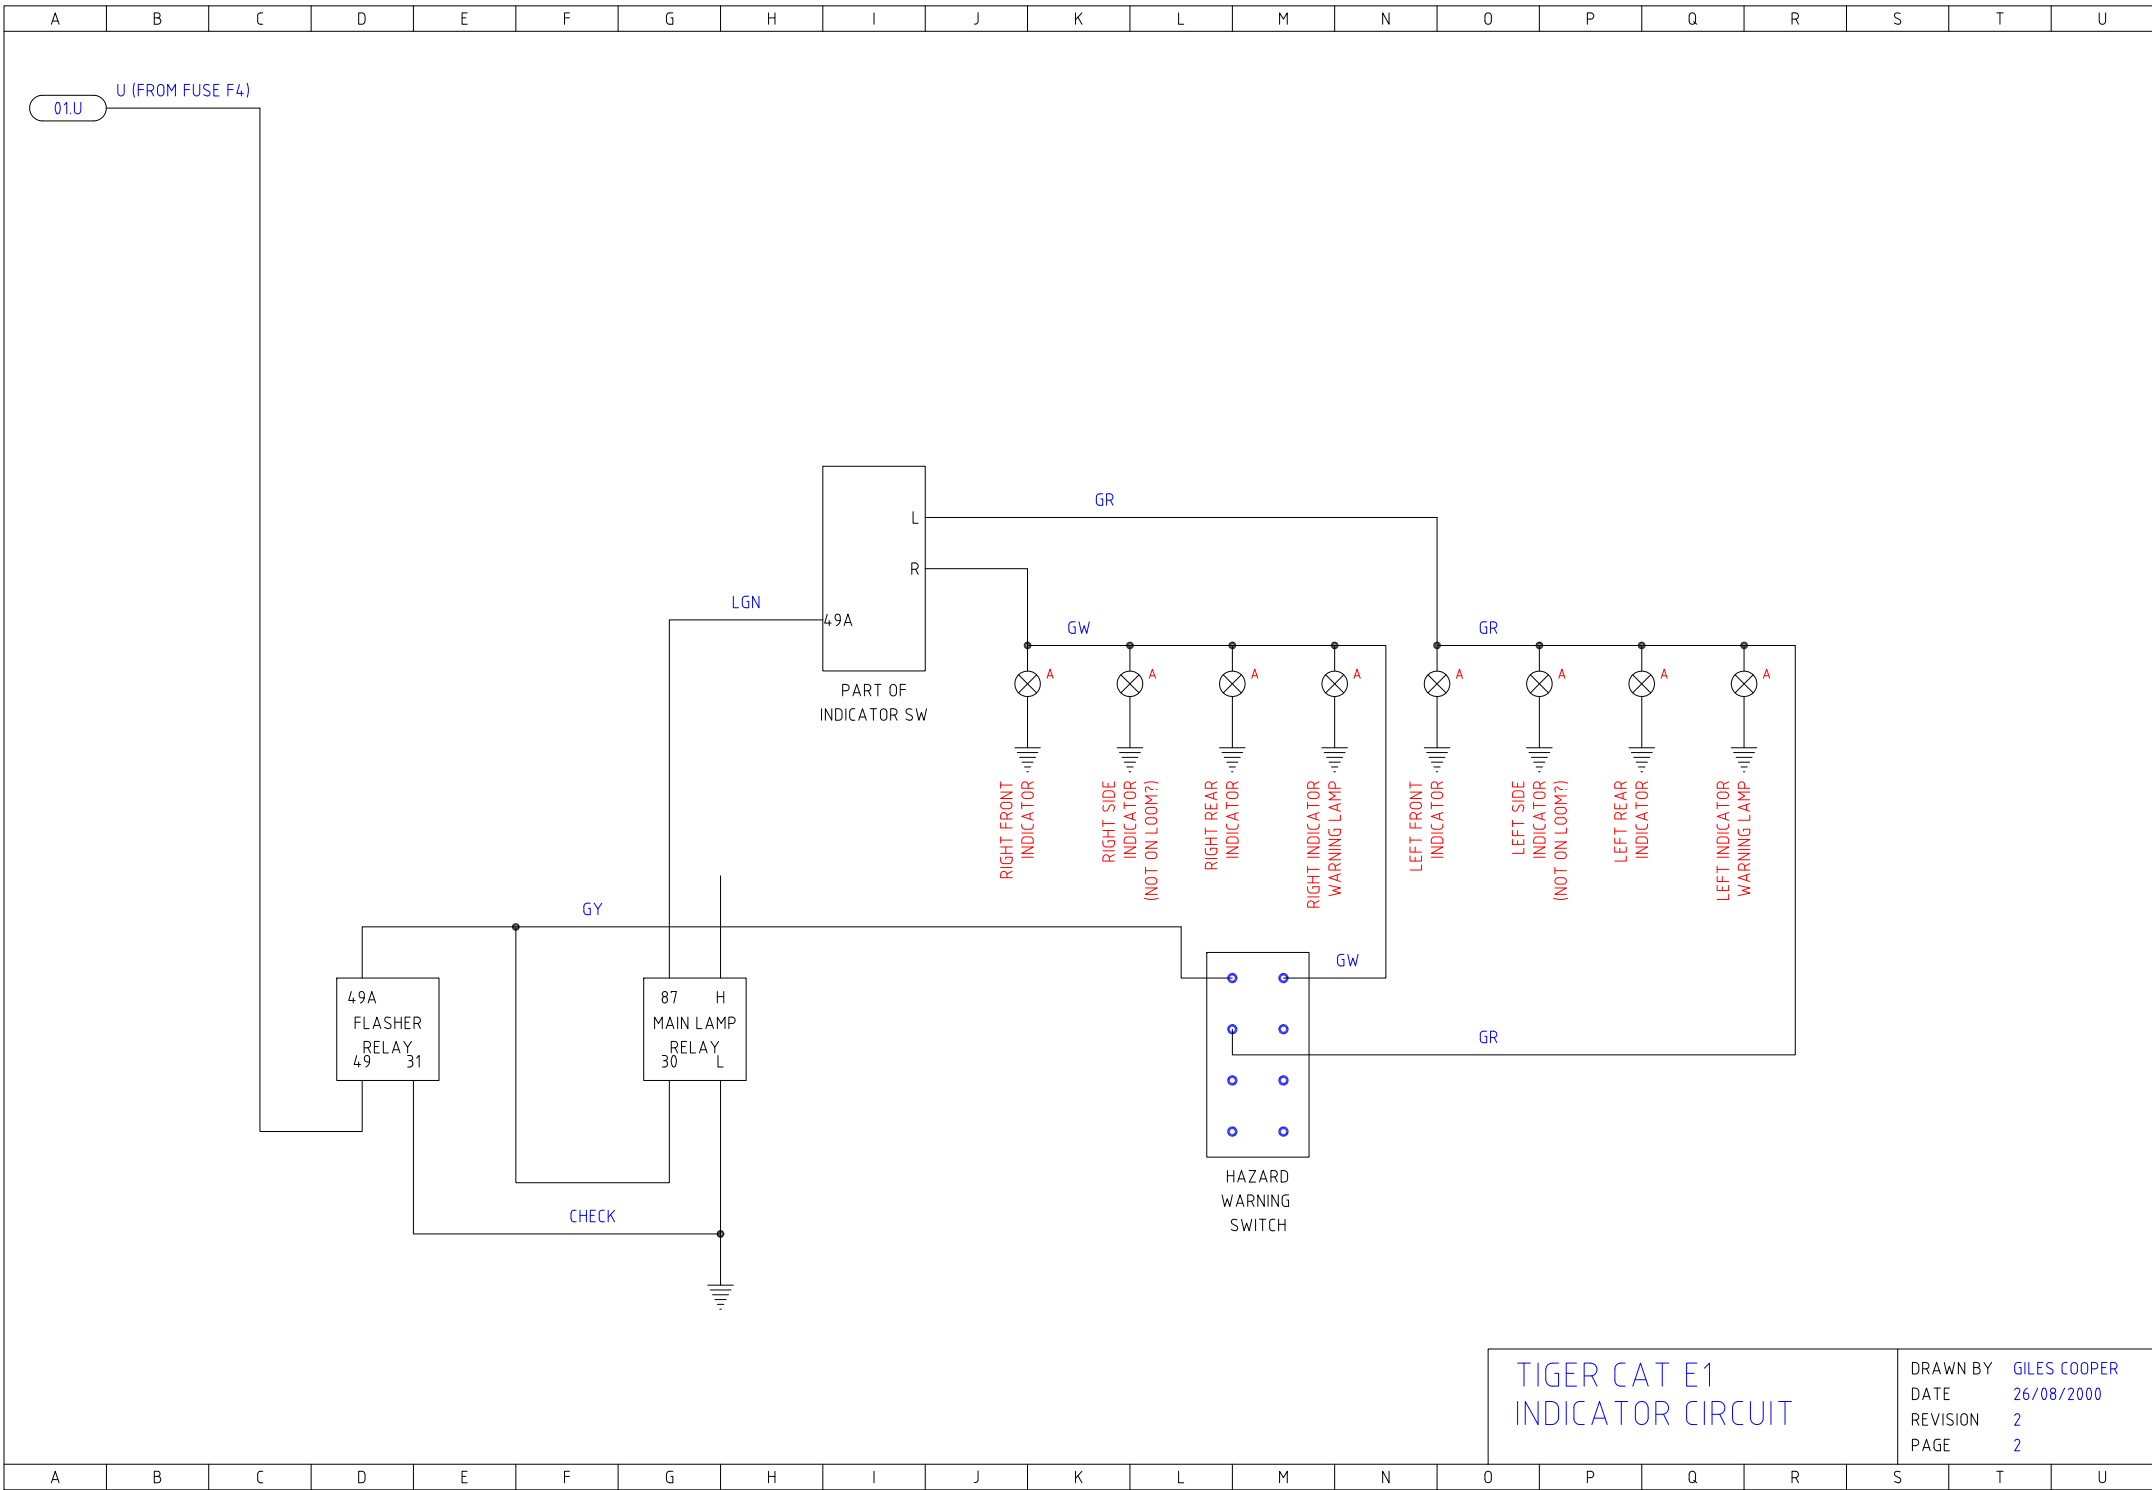 A B C D E F G H I J K L M N O P Q R S T U
U (FROM FUSE F4)
01.U
GR
L
R
LGN
49A
GW
GR
A A A A A A A A
PART OF
INDICATOR SW
RIGHT FRONT
INDICATOR
RIGHT SIDE
INDICATOR
(NOT ON LOOM?)
RIGHT REAR
INDICATOR
RIGHT INDICATOR
WARNING LAMP
LEFT FRONT
INDICATOR
LEFT SIDE
INDICATOR
(NOT ON LOOM?)
LEFT REAR
INDICATOR
LEFT INDICATOR
WARNING LAMP
GY
GW
49A
FLASHER
RELAY
49 31
87 H
MAIN LAMP
RELAY
30 L
GR
HAZARD
WARNING
SWITCH
CHECK
TIGER CAT E1
INDICATOR CIRCUIT
DRAWN BY GILES COOPER
DATE 26/08/2000
REVISION 2
PAGE 2
A B C D E F G H I J K L M N O P Q R S T U